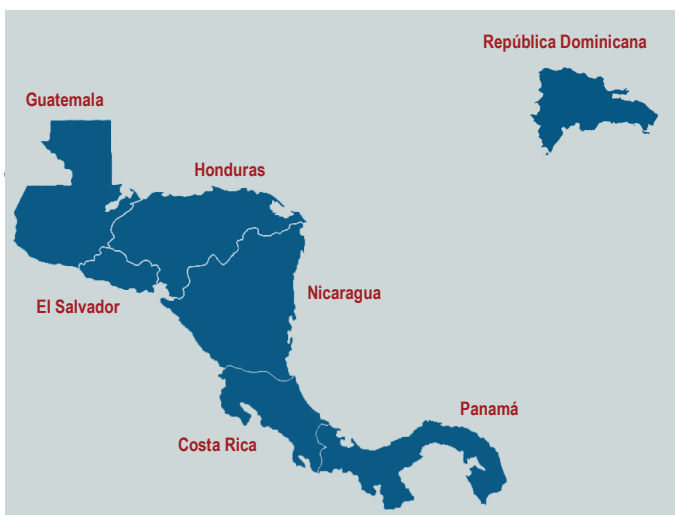 República Dominicana
Guatemala
Honduras
Nicaragua
El Salvador
Panamá
Costa Rica